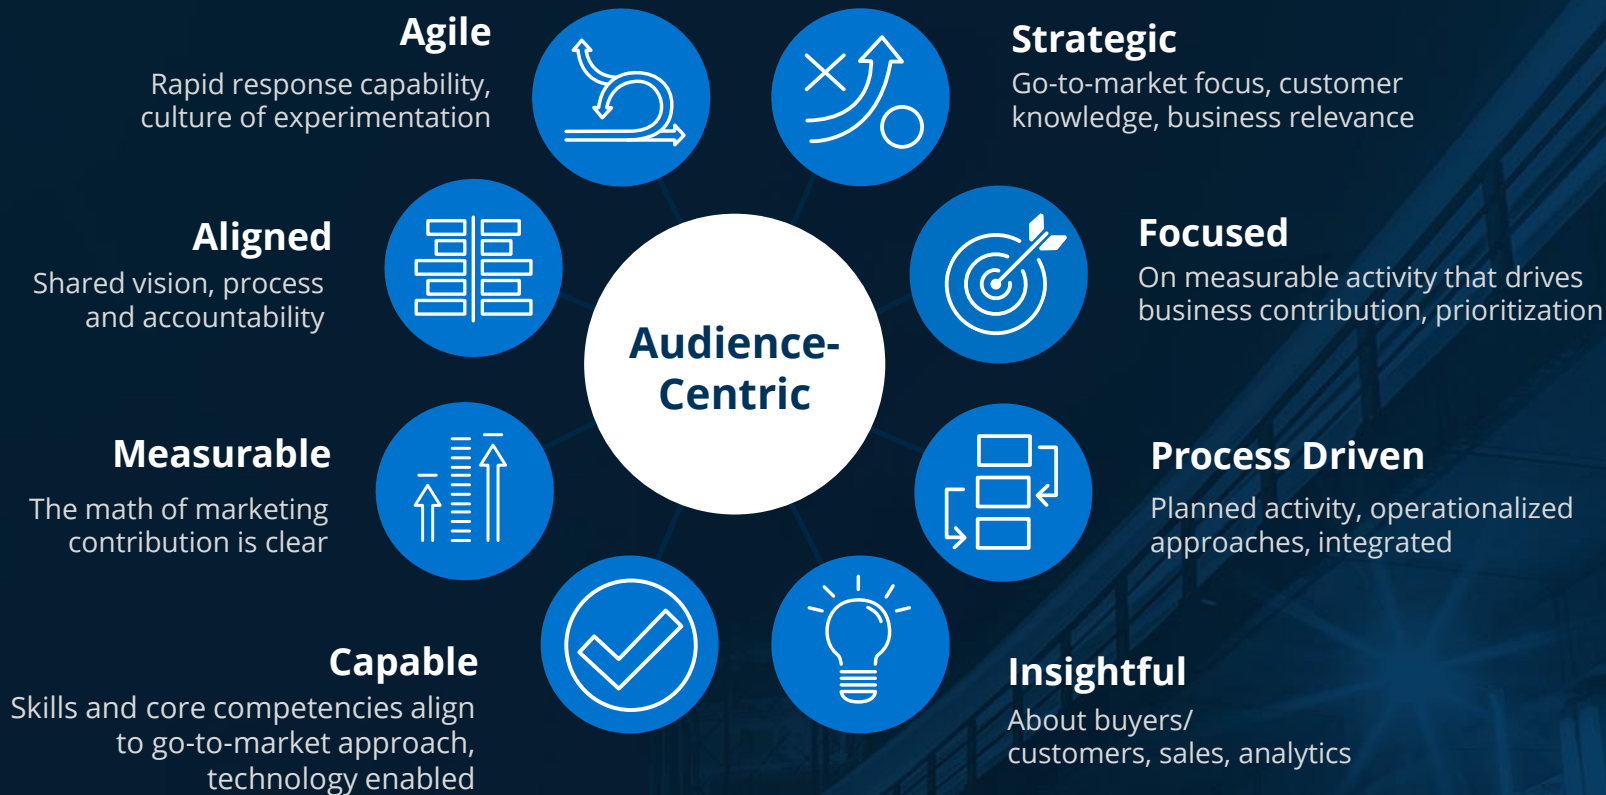 Agile
Rapid response capability,
culture of experimentation
Strategic
Go-to-market focus, customer
knowledge, business relevance
Aligned
Shared vision, process
and accountability
Focused
On measurable activity that drives
business contribution, prioritization
Audience-
Centric
Measurable
The math of marketing
contribution is clear
Process Driven
Planned activity, operationalized
approaches, integrated
Capable
Skills and core competencies align
to go-to-market approach,
technology enabled
Insightful
About buyers/
customers, sales, analytics